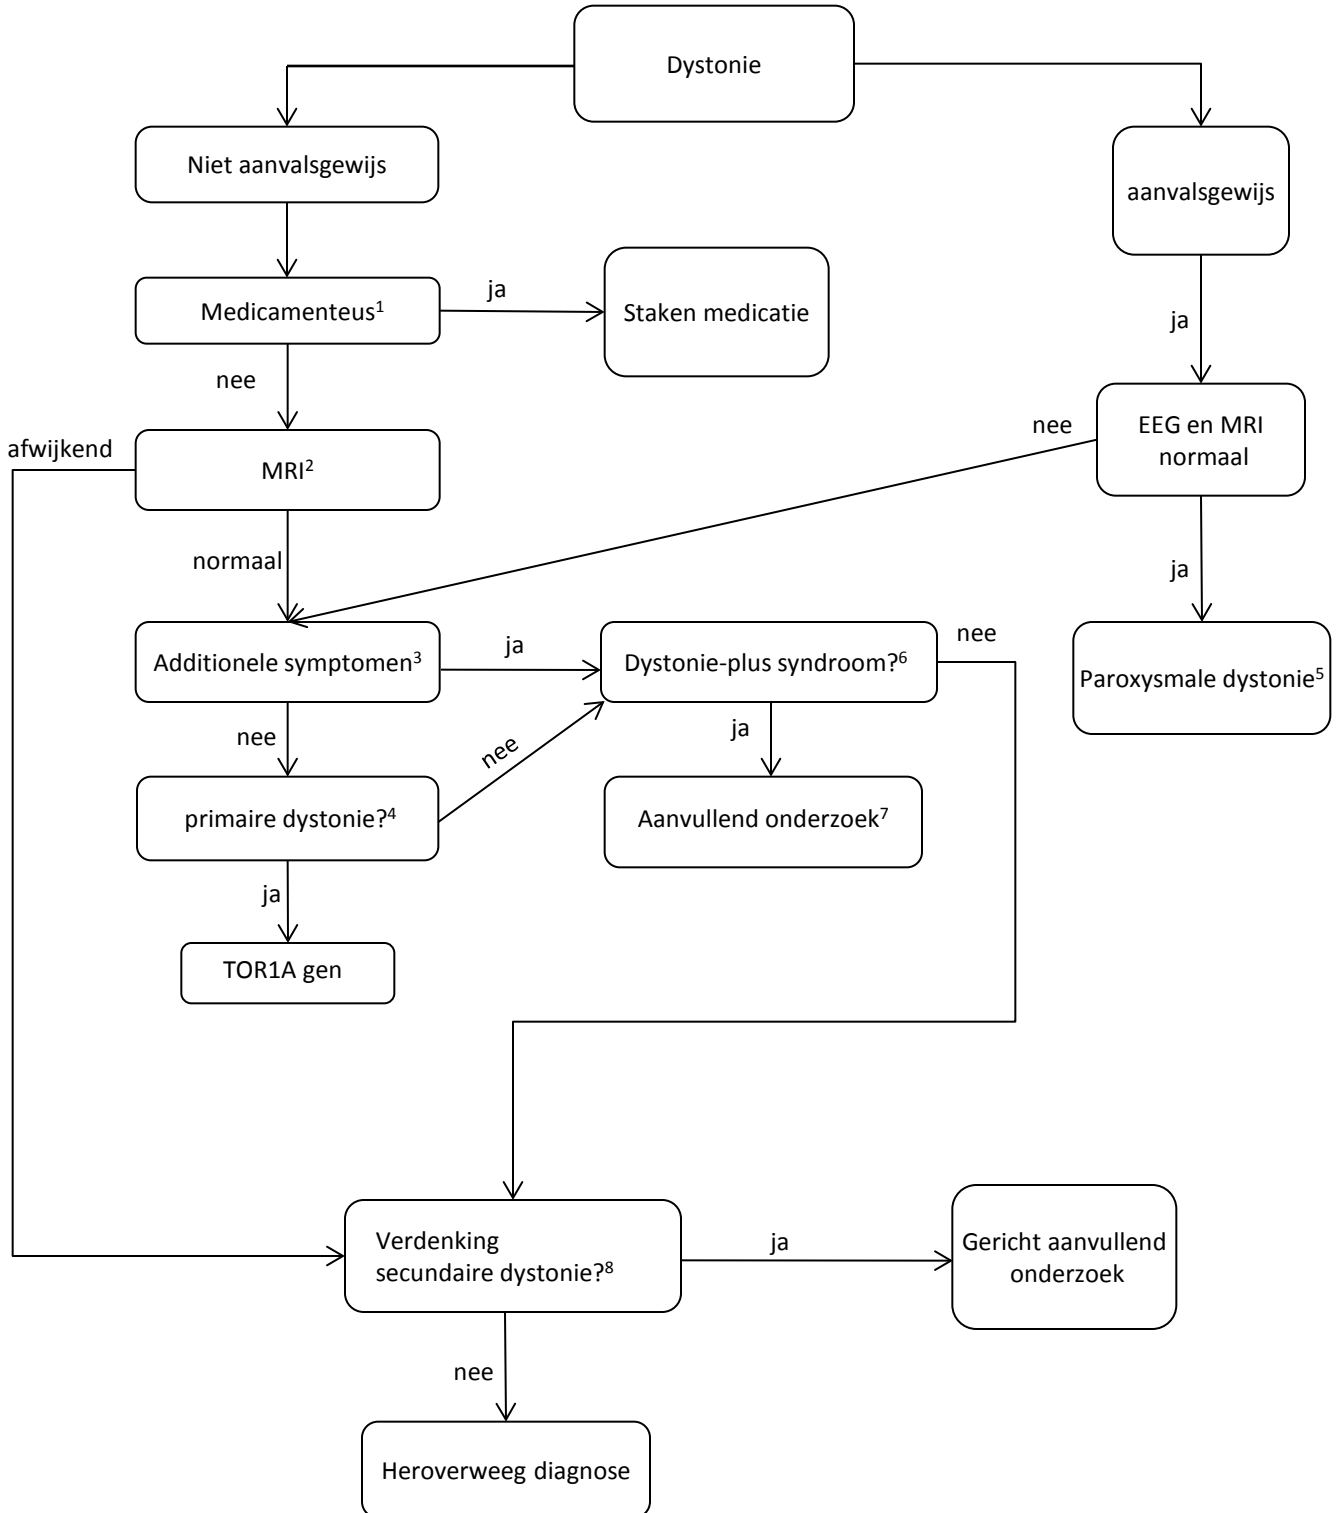 Dystonie
Niet aanvalsgewijs
aanvalsgewijs
ja
Medicamenteus¹
Staken medicatie
ja
nee
nee
EEG en MRI
normaal
afwijkend
MRI²
normaal
ja
nee
Additionele symptomen³
ja
Dystonie-plus syndroom?⁶
Paroxysmale dystonie⁵
nee
nee
ja
primaire dystonie?⁴
Aanvullend onderzoek⁷
ja
TOR1A gen
Verdenking
secundaire dystonie?⁸
ja
Gericht aanvullend
onderzoek
nee
Heroverweeg diagnose